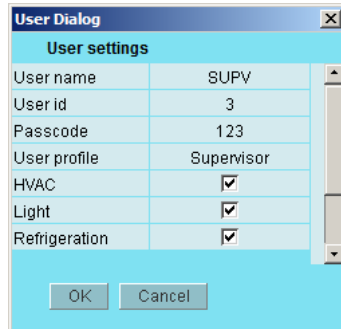 User Dialog
User settings
User name SUPV
User id 3
Passcode 123
User profile Supervisor
HVAC
Light
Refrigeration
OK Cancel